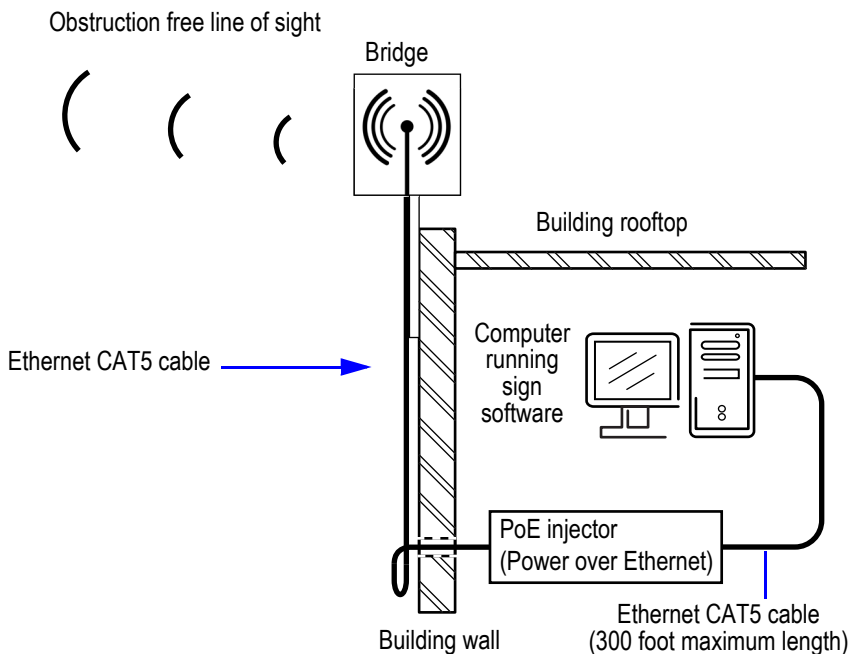 Obstruction free line of sight
Bridge
Building rooftop
Computer
running
sign
software
Ethernet CAT5 cable
PoE injector
(Power over Ethernet)
Ethernet CAT5 cable
(300 foot maximum length)
Building wall